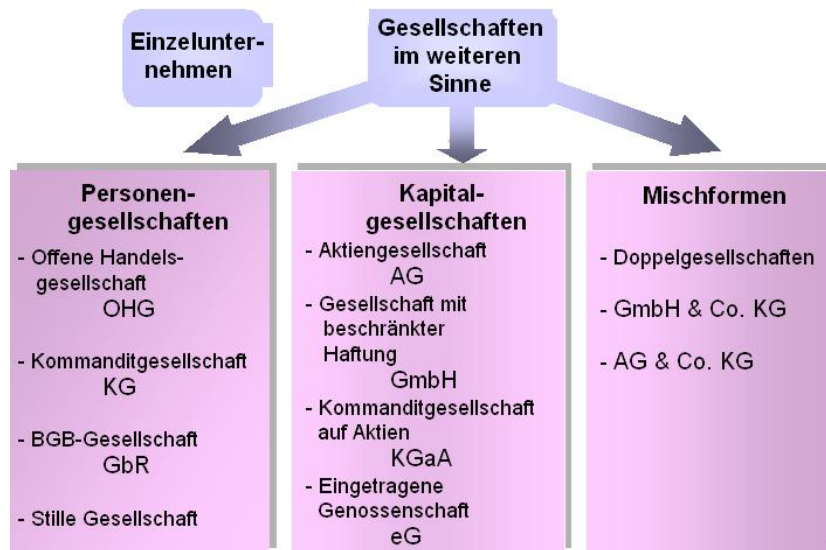 Einzelunter-
nehmen
Gesellschaften
im weiteren
Sinne
Personen-
gesellschaften
- Offene Handels-
gesellschaft
OHG
- Kommanditgesellschaft
KG
- BGB-Gesellschaft
GbR
- Stille Gesellschaft
Kapital-
gesellschaften
- Aktiengesellschaft
AG
- Gesellschaft mit
beschränkter
Haftung
GmbH
- Kommanditgesellschaft
auf Aktien
KGaA
- Eingetragene
Genossenschaft
eG
Mischformen
- Doppelgesellschaften
- GmbH & Co. KG
- AG & Co. KG